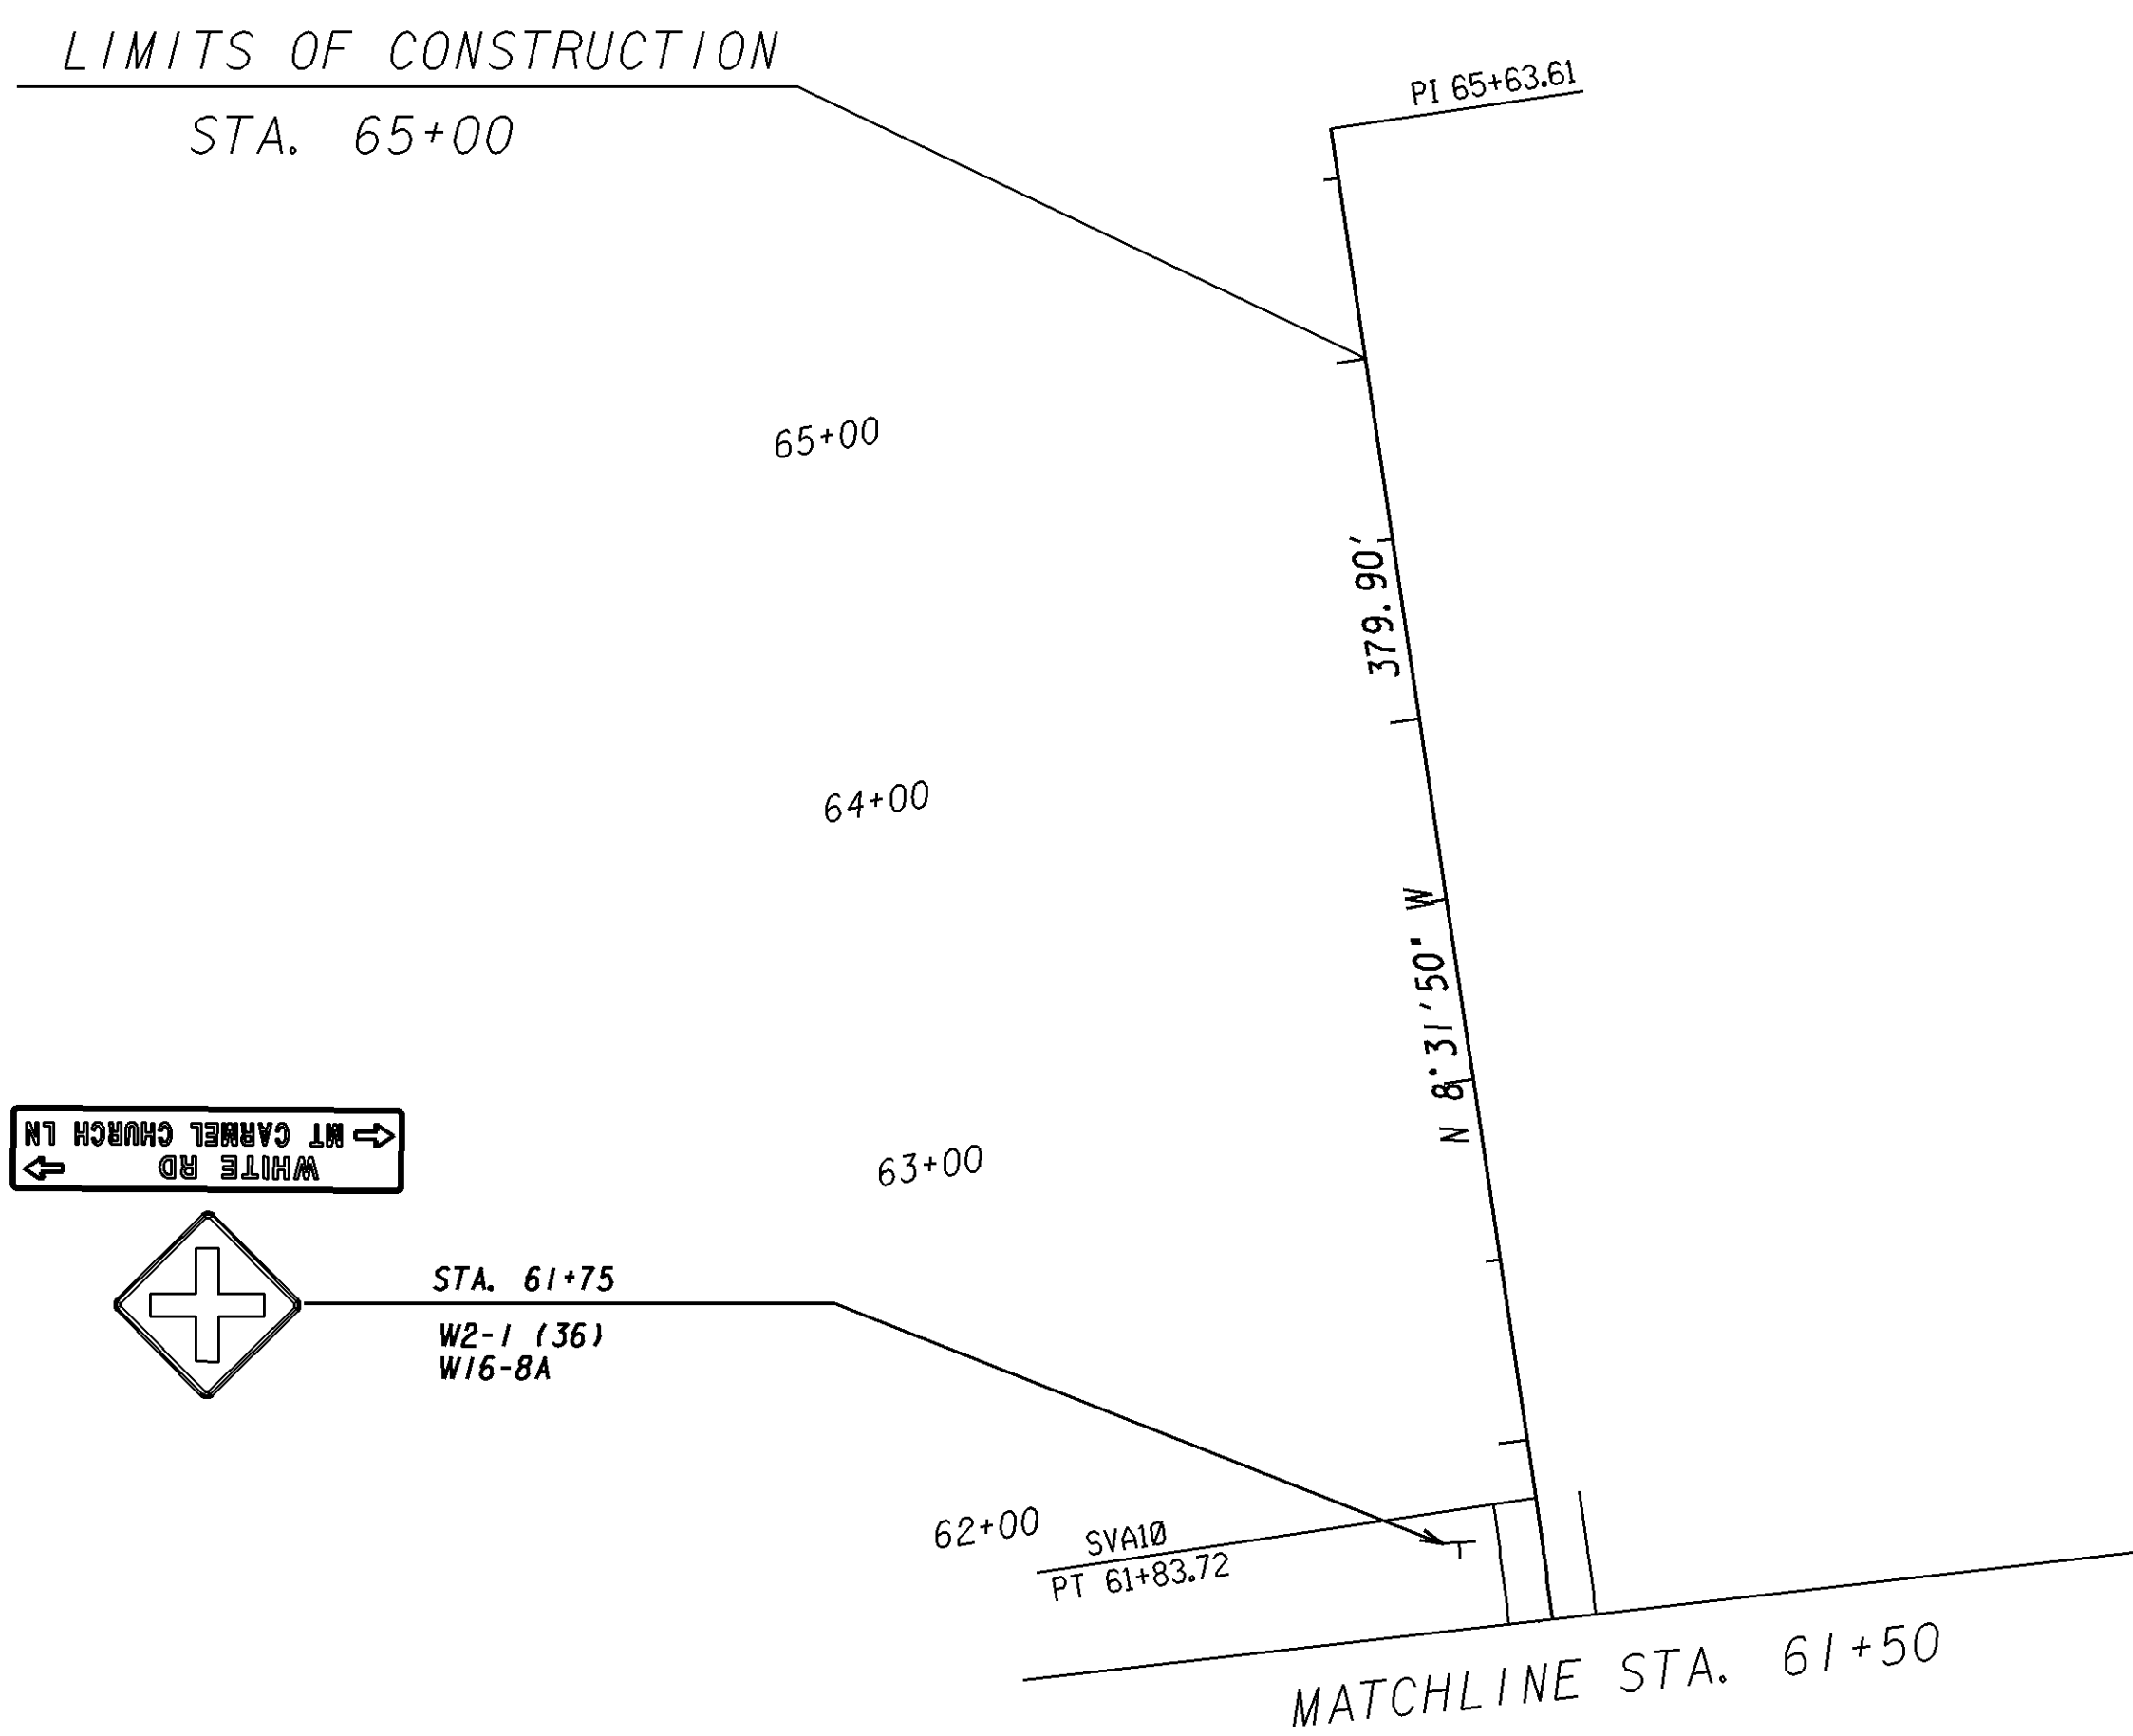 LIMITS OF CONSTRUCTION
STA. 65+00
PI 65+63.61
65+00
379.90'
64+00
N 8°31'50" W
63+00
WHITE RD
MT CARMEL CHURCH LN
STA. 61+75
W2-1 (36)
W16-8A
62+00
SVA10
PT 61+83.72
MATCHLINE STA. 61+50